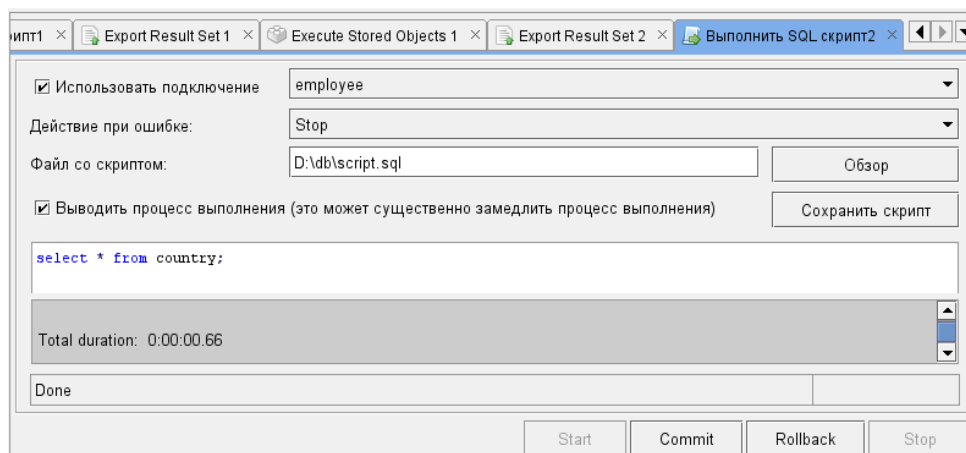 ипт1 Export Result Set 1 Execute Stored Objects 1 Export Result Set 2 Выполнить SQL скрипт2
Использовать подключение employee
Действие при ошибке: Stop
Файл со скриптом: D:\db\script.sql Обзор
Выводить процесс выполнения (это может существенно замедлить процесс выполнения) Сохранить скрипт
select * from country;
Total duration: 0:00:00.66
Done
Start Commit Rollback Stop